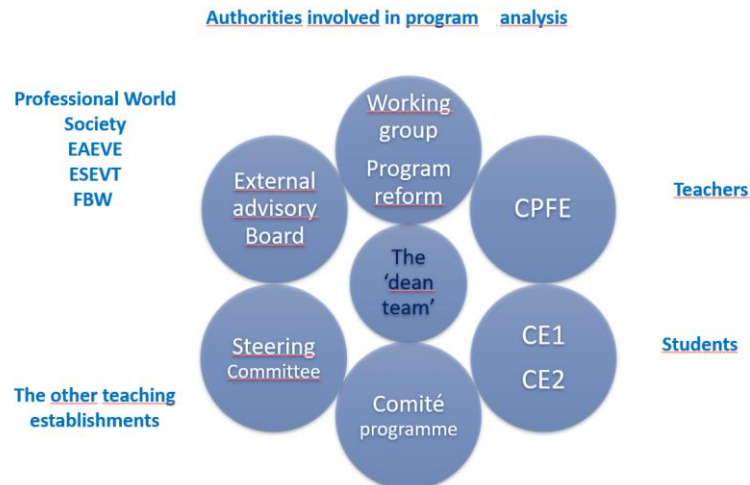 Authorities involved in program analysis
Professional World
Society
EAEVE
ESEVT
FBW
Working
group
Program
reform
External
advisory
Board
CPFE
Teachers
The
'dean
team'
Steering
Committee
CE1
CE2
Students
Comité
programme
The other teaching
establishments